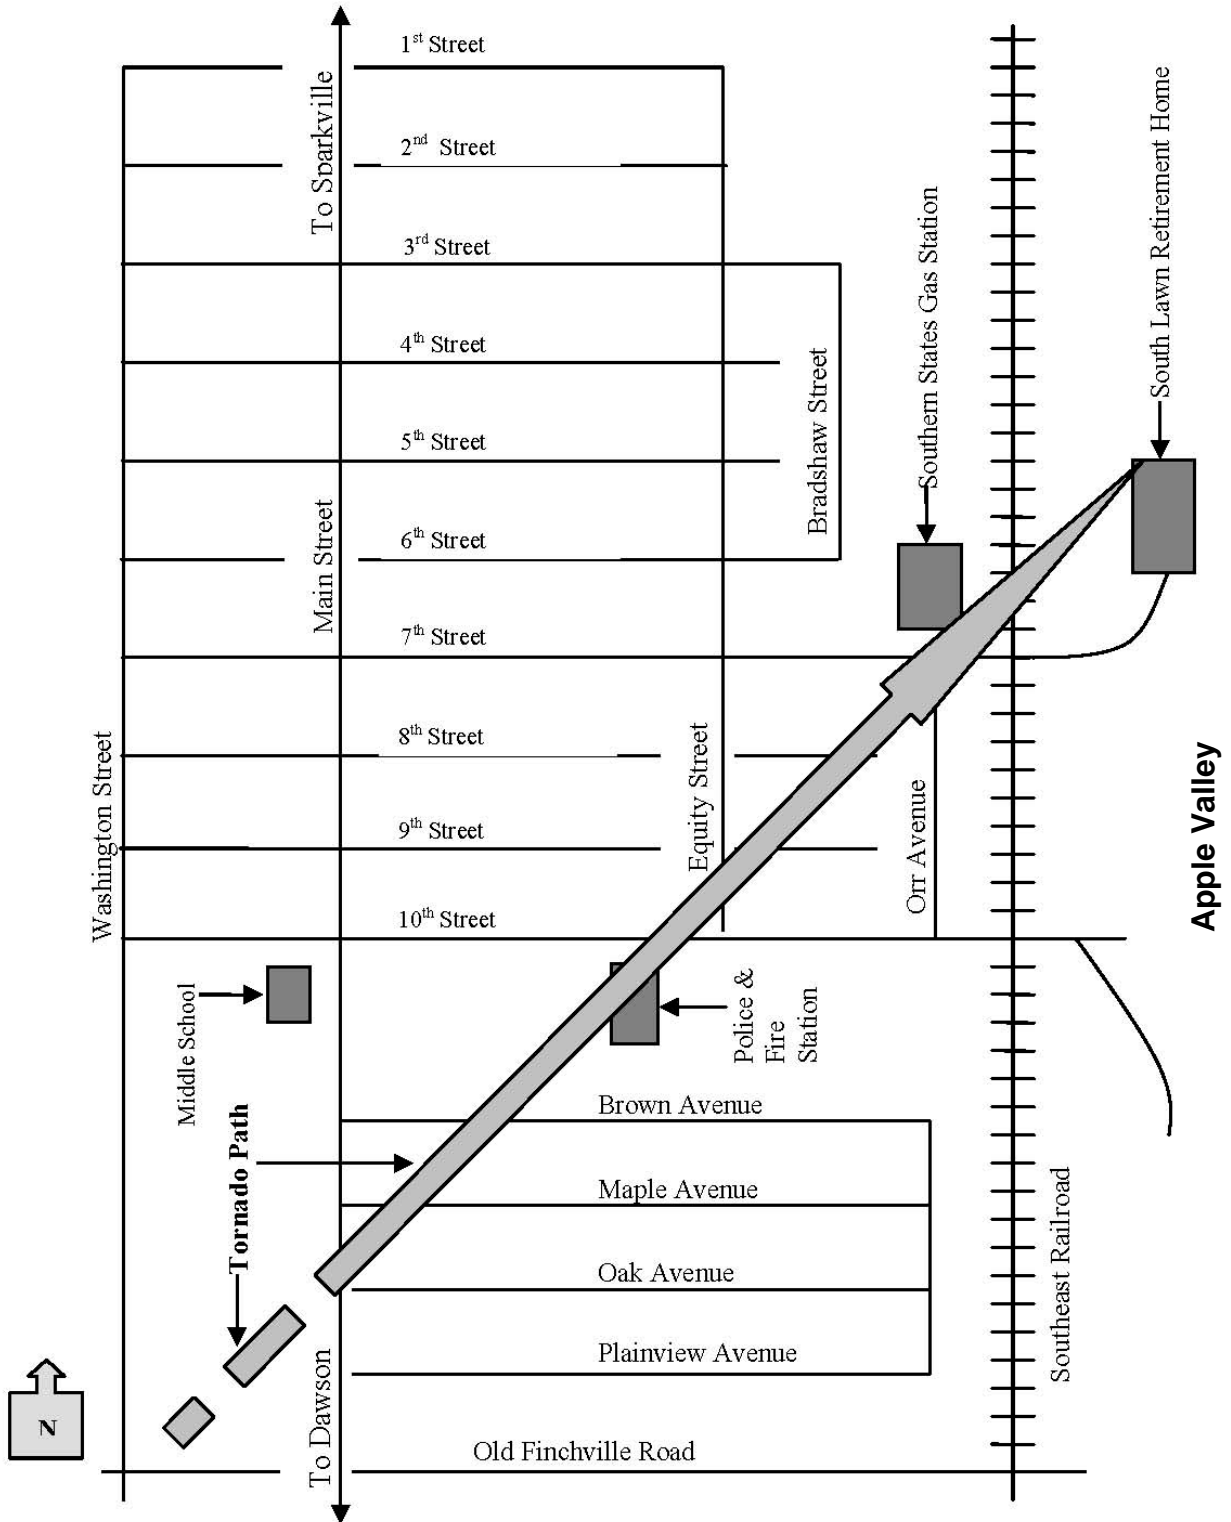 1st Street
To Sparkville
2nd Street
South Lawn Retirement Home
3rd Street
Southern States Gas Station
4th Street
Bradshaw Street
5th Street
Main Street
6th Street
7th Street
8th Street
Washington Street
Equity Street
Apple Valley
9th Street
Orr Avenue
10th Street
Middle School
Police &
Fire
Station
Brown Avenue
Tornado Path
Maple Avenue
Southeast Railroad
Oak Avenue
Plainview Avenue
To Dawson
N
Old Finchville Road